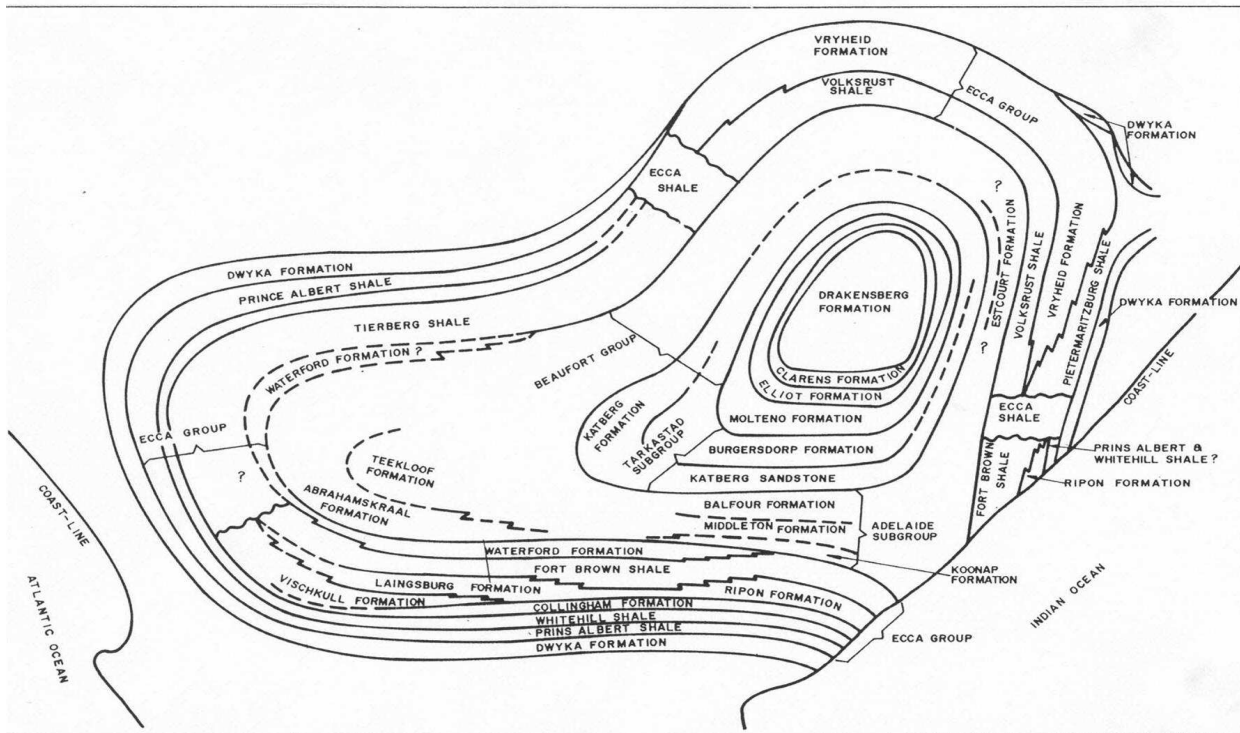 VRYHEID
FORMATION
VOLKSRUST
SHALE
ECCA GROUP
DWYKA
FORMATION
ECCA
SHALE
?
ESTCOURT FORMATION
VOLKSRUST SHALE
VRYHEID FORMATION
PIETERMARITZBURG SHALE
DWYKA FORMATION
DWYKA FORMATION
PRINCE ALBERT SHALE
TIERBERG SHALE
WATERFORD FORMATION ?
DRAKENSBERG
FORMATION
?
BEAUFORT GROUP
CLARENS FORMATION
ELLIOT FORMATION
MOLTENO FORMATION
BURGERSDORP FORMATION
KATBERG SANDSTONE
KATBERG
FORMATION
TARKASTAD
SUBGROUP
COAST-LINE
ECCA
SHALE
ECCA GROUP
?
TEEKLOOF
FORMATION
ABRAHAMSKRAAL
FORMATION
FORT BROWN
SHALE
PRINS ALBERT &
WHITEHILL SHALE ?
RIPON FORMATION
BALFOUR FORMATION
MIDDLETON FORMATION
ADELAIDE
SUBGROUP
KOONAP
FORMATION
COAST-LINE
ATLANTIC OCEAN
WATERFORD FORMATION
FORT BROWN SHALE
LAINGSBURG FORMATION
RIPON FORMATION
VISCHKULL FORMATION
COLLINGHAM FORMATION
WHITEHILL SHALE
PRINS ALBERT SHALE
DWYKA FORMATION
ECCA GROUP
INDIAN OCEAN